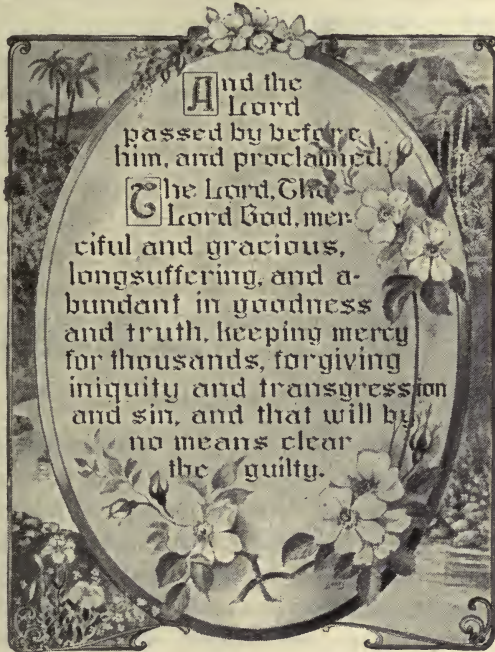 And the
Lord
passed by before
him, and proclaimed,
The Lord, The
Lord God, mer-
ciful and gracious,
longsuffering, and a-
bundant in goodness
and truth, keeping mercy
for thousands, forgiving
iniquity and transgression
and sin, and that will by
no means clear
the guilty.